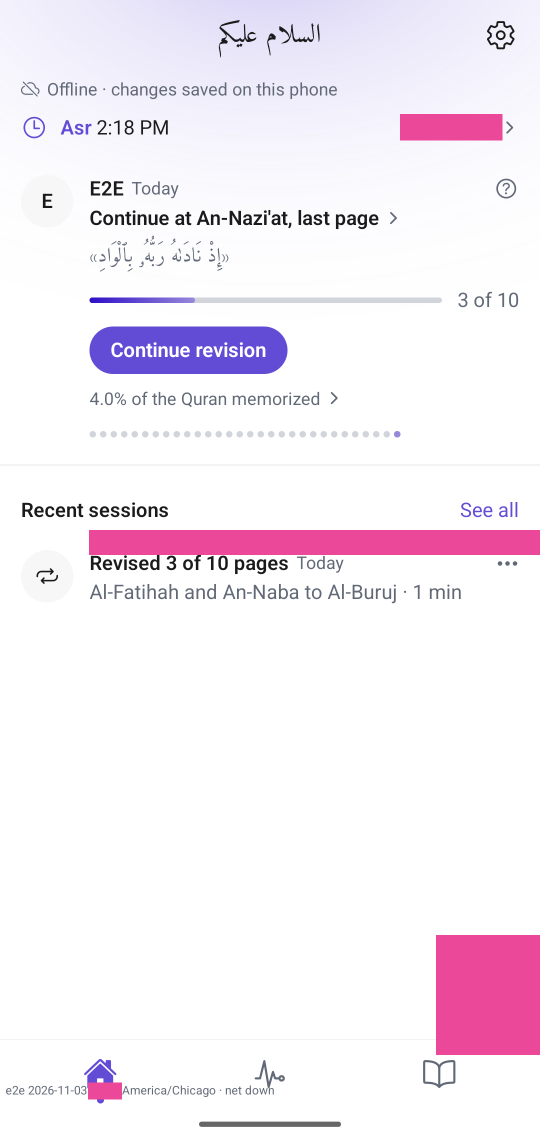 السلام عليكم
Offline · changes saved on this phone
Asr 2:18 PM
E
E2E Today
Continue at An-Nazi'at, last page
«إِذْ نَادَىٰهُ رَبُّهُۥ بِٱلْوَادِ»
3 of 10
Continue revision
4.0% of the Quran memorized
Recent sessions See all
Revised 3 of 10 pages Today
Al-Fatihah and An-Naba to Al-Buruj · 1 min
e2e 2026-11-03 America/Chicago · net down